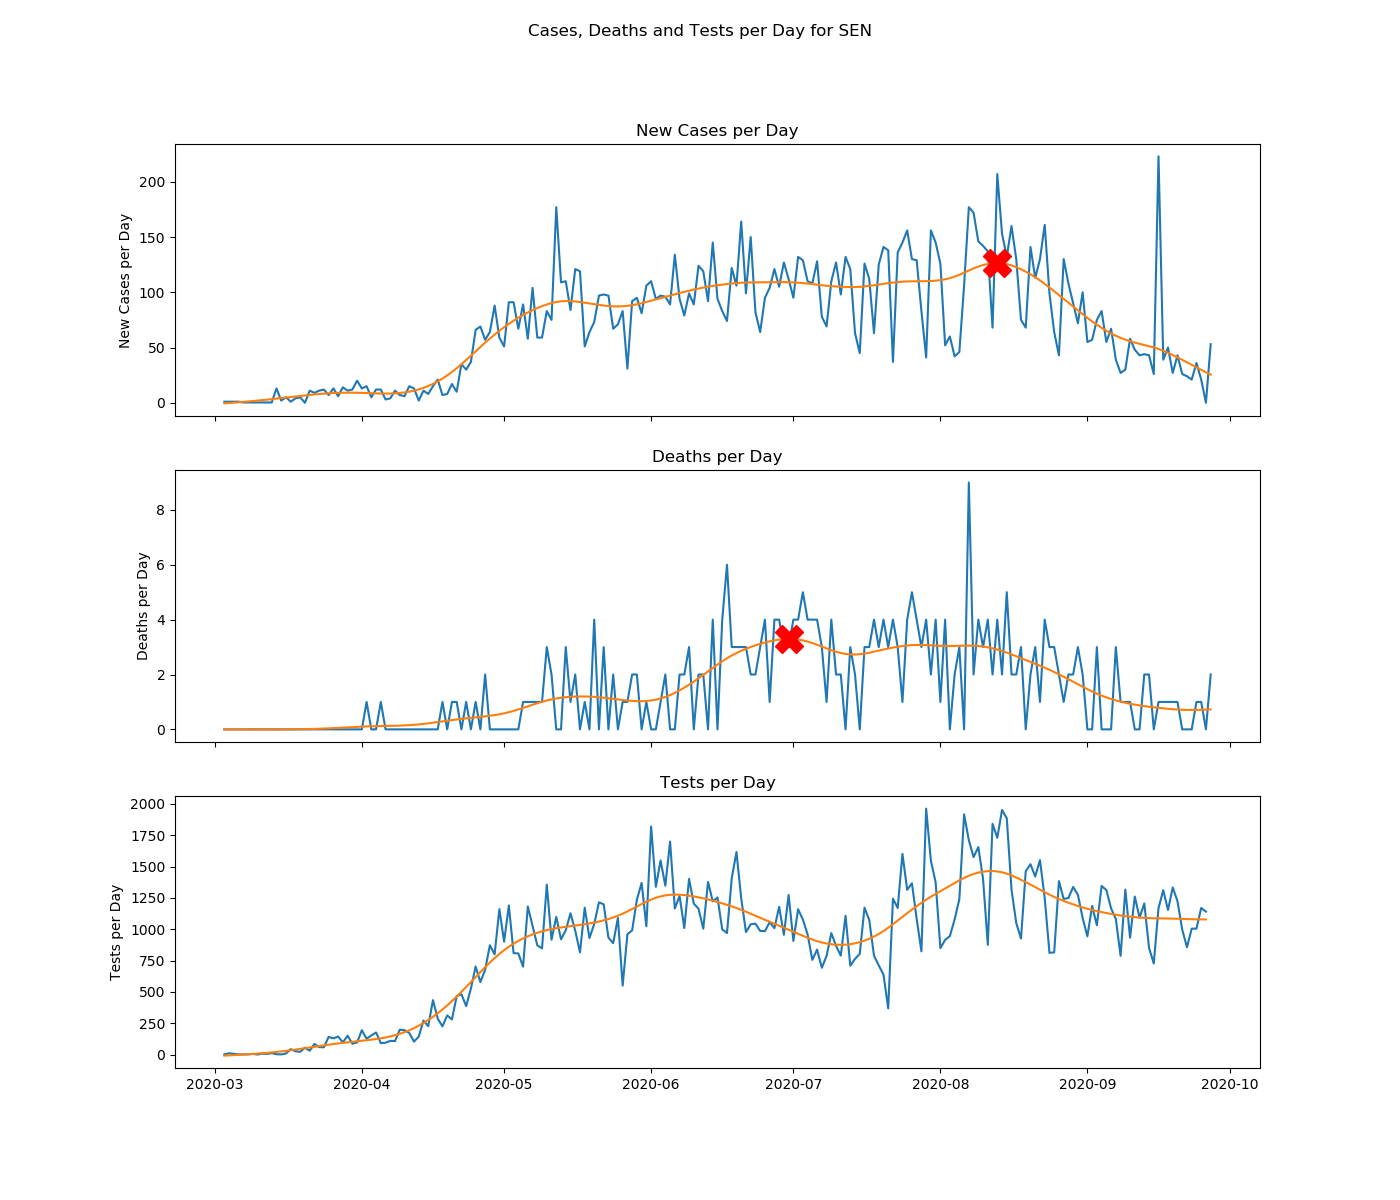 Cases, Deaths and Tests per Day for SEN
New Cases per Day
New Cases per Day
200
150
100
50
0
Deaths per Day
Deaths per Day
8
6
4
2
0
Tests per Day
Tests per Day
2000
1750
1500
1250
1000
750
500
250
0
2020-03 2020-04 2020-05 2020-06 2020-07 2020-08 2020-09 2020-10